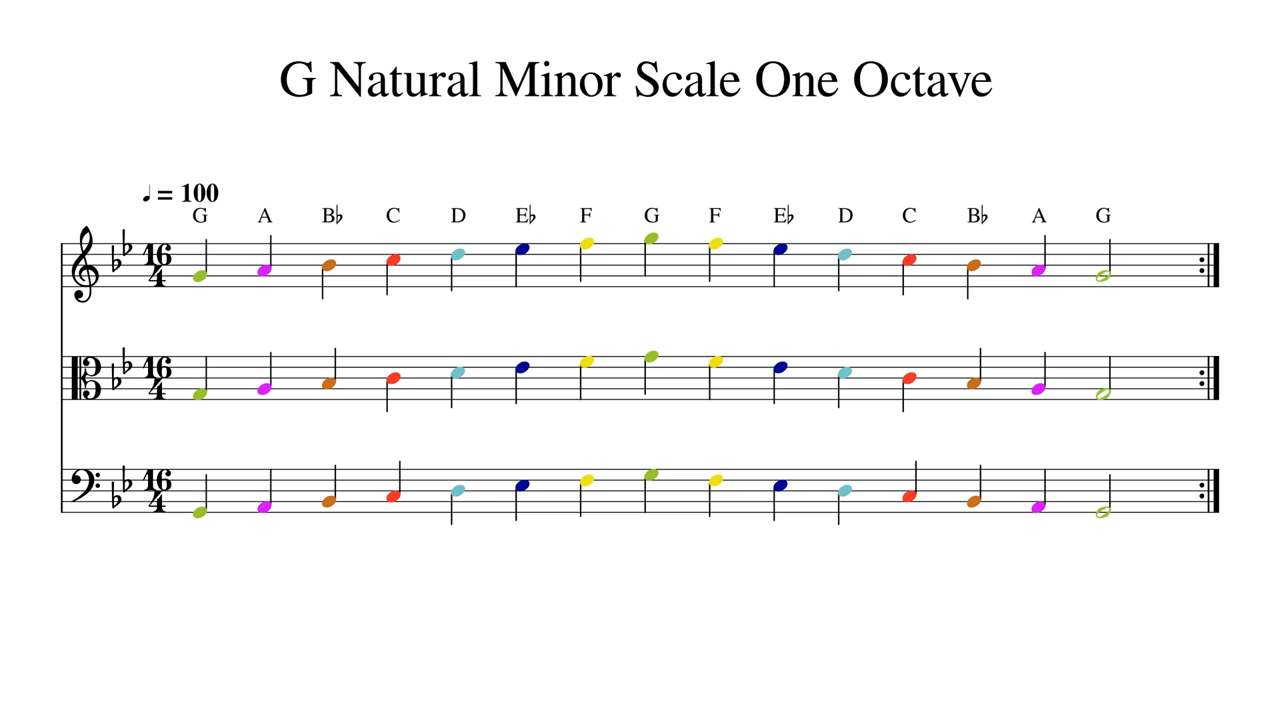 G Natural Minor Scale One Octave
♩ = 100
G A B♭ C D E♭ F G F E♭ D C B♭ A G
16
4
16
4
16
4